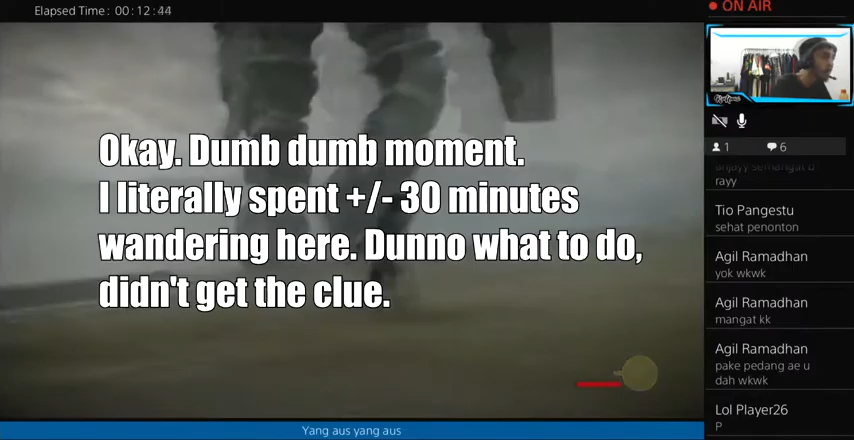 Elapsed Time: 00:12:44
ON AIR
Okay. Dumb dumb moment.
I literally spent +/- 30 minutes
wandering here. Dunno what to do,
didn't get the clue.
1
6
rayy
Tio Pangestu
sehat penonton
Agil Ramadhan
yok wkwk
Agil Ramadhan
mangat kk
Agil Ramadhan
pake pedang ae u
dah wkwk
Lol Player26
P
Yang aus yang aus